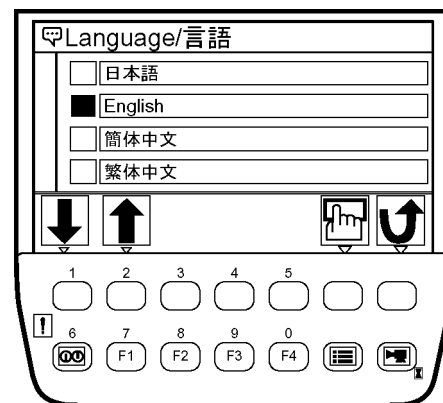 Language/言語
日本語
English
简体中文
繁体中文
1 2 3 4 5
!
6 7 8 9 0
F1 F2 F3 F4